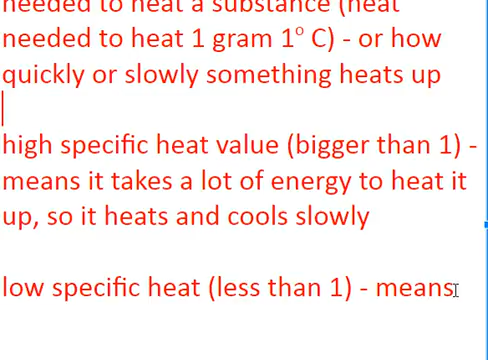 needed to heat a substance (heat
needed to heat 1 gram 1° C) - or how
quickly or slowly something heats up
high specific heat value (bigger than 1) -
means it takes a lot of energy to heat it
up, so it heats and cools slowly
low specific heat (less than 1) - means